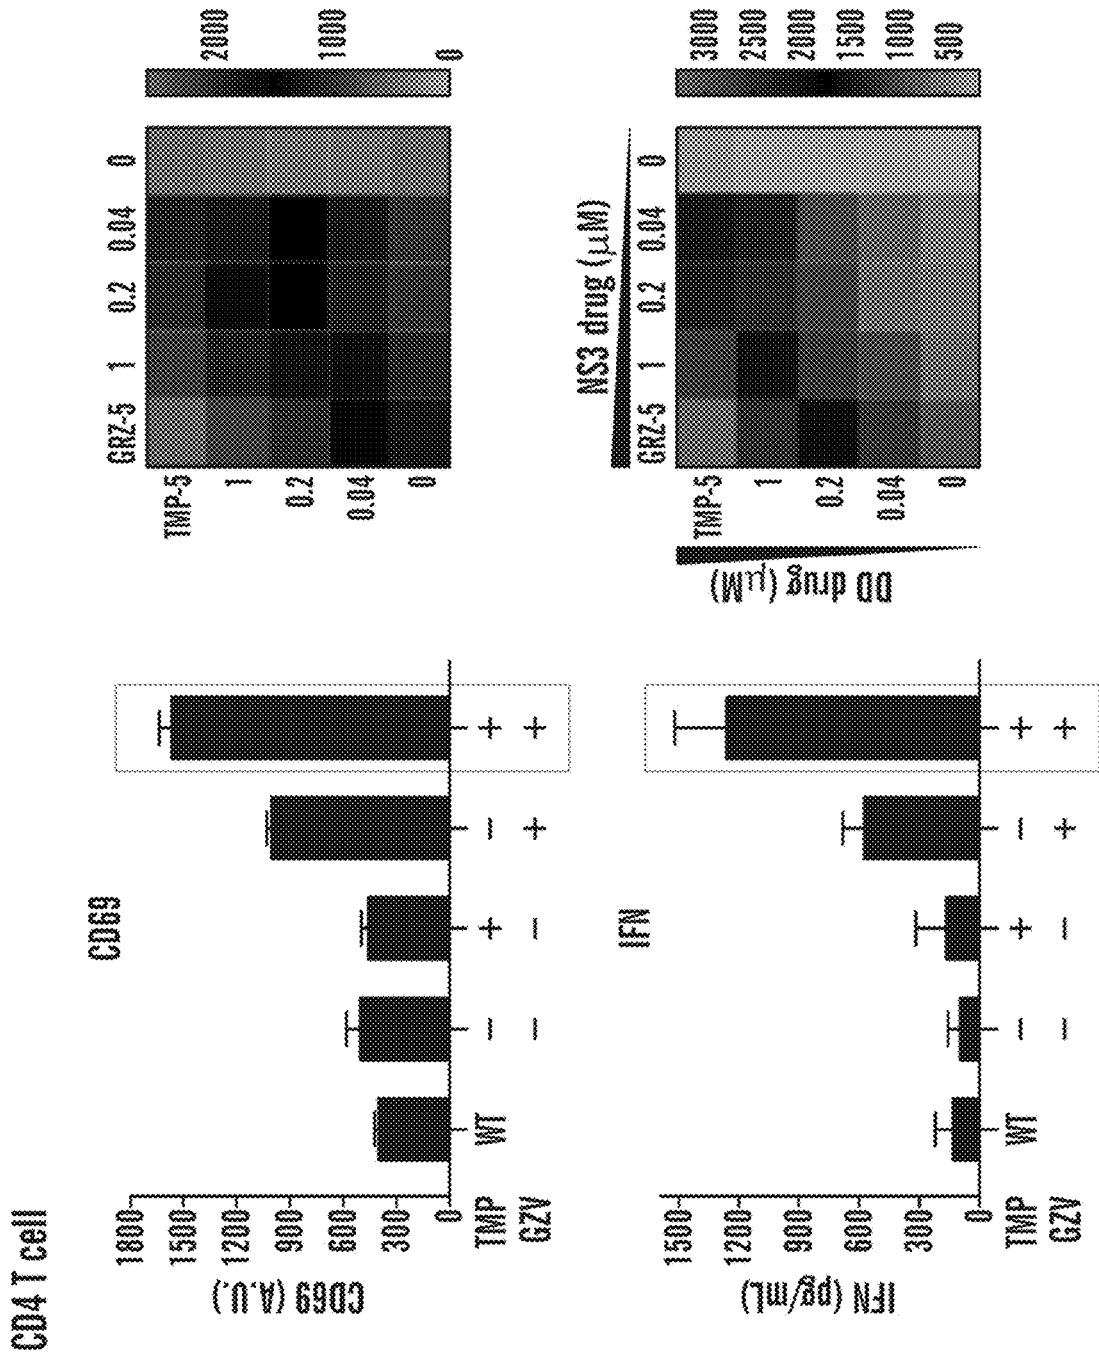 CD4 T cell
CD69
CD69 (A.U.)
1800
1500
1200
900
600
300
0
TMP WT − + − +
GZV − − + +
GRZ-5 1 0.2 0.04 0
TMP-5
1
0.2
0.04
0
2000
1000
0
IFN
IFN (pg/mL)
1500
1200
900
600
300
0
TMP WT − + − +
GZV − − + +
NS3 drug (μM)
GRZ-5 1 0.2 0.04 0
DD drug (μM)
TMP-5
1
0.2
0.04
0
3000
2500
2000
1500
1000
500